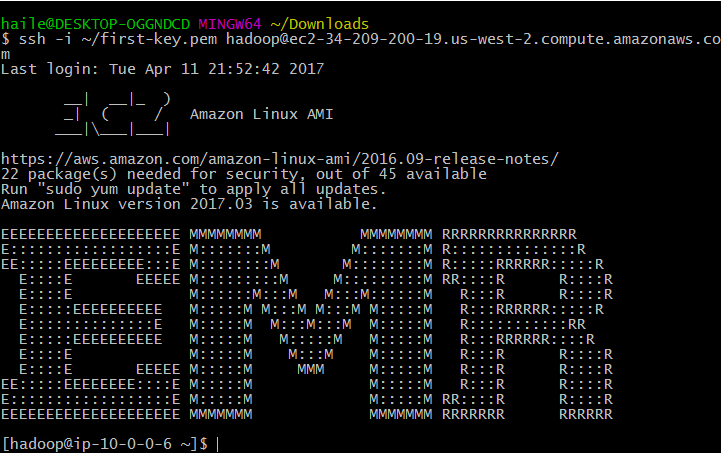 haile@DESKTOP-OGGNDCD MINGW64 ~/Downloads
$ ssh -i ~/first-key.pem hadoop@ec2-34-209-200-19.us-west-2.compute.amazonaws.co
m
Last login: Tue Apr 11 21:52:42 2017

       __|  __|_  )
       _|  (     /   Amazon Linux AMI
      ___|\___|___|

https://aws.amazon.com/amazon-linux-ami/2016.09-release-notes/
22 package(s) needed for security, out of 45 available
Run "sudo yum update" to apply all updates.
Amazon Linux version 2017.03 is available.

EEEEEEEEEEEEEEEEEEEE MMMMMMMM           MMMMMMMM RRRRRRRRRRRRRRR
E::::::::::::::::::E M:::::::M         M:::::::M R::::::::::::::R
EE:::::EEEEEEEEE:::E M::::::::M       M::::::::M R:::::RRRRRR:::::R
  E::::E       EEEEE M:::::::::M     M:::::::::M RR::::R      R::::R
  E::::E             M::::::M:::M   M:::M::::::M   R:::R      R::::R
  E:::::EEEEEEEEEE   M:::::M M:::M M:::M M:::::M   R:::RRRRRR:::::R
  E::::::::::::::E   M:::::M  M:::M:::M  M:::::M   R:::::::::::RR
  E:::::EEEEEEEEEE   M:::::M   M:::::M   M:::::M   R:::RRRRRR::::R
  E::::E             M:::::M    M:::M    M:::::M   R:::R      R::::R
  E::::E       EEEEE M:::::M     MMM     M:::::M   R:::R      R::::R
EE:::::EEEEEEEE::::E M:::::M             M:::::M   R:::R      R::::R
E::::::::::::::::::E M:::::M             M:::::M RR::::R      R::::R
EEEEEEEEEEEEEEEEEEEE MMMMMMM             MMMMMMM RRRRRRR      RRRRRR

[hadoop@ip-10-0-0-6 ~]$